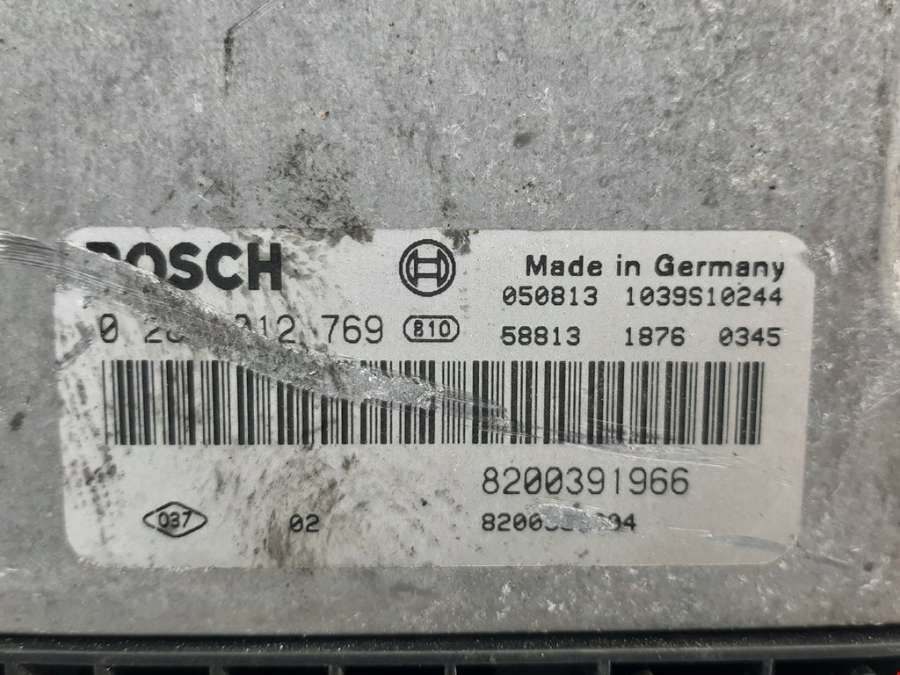 BOSCH
Made in Germany
050813 1039S10244
769 810
58813 1876 0345
8200391966
037 02